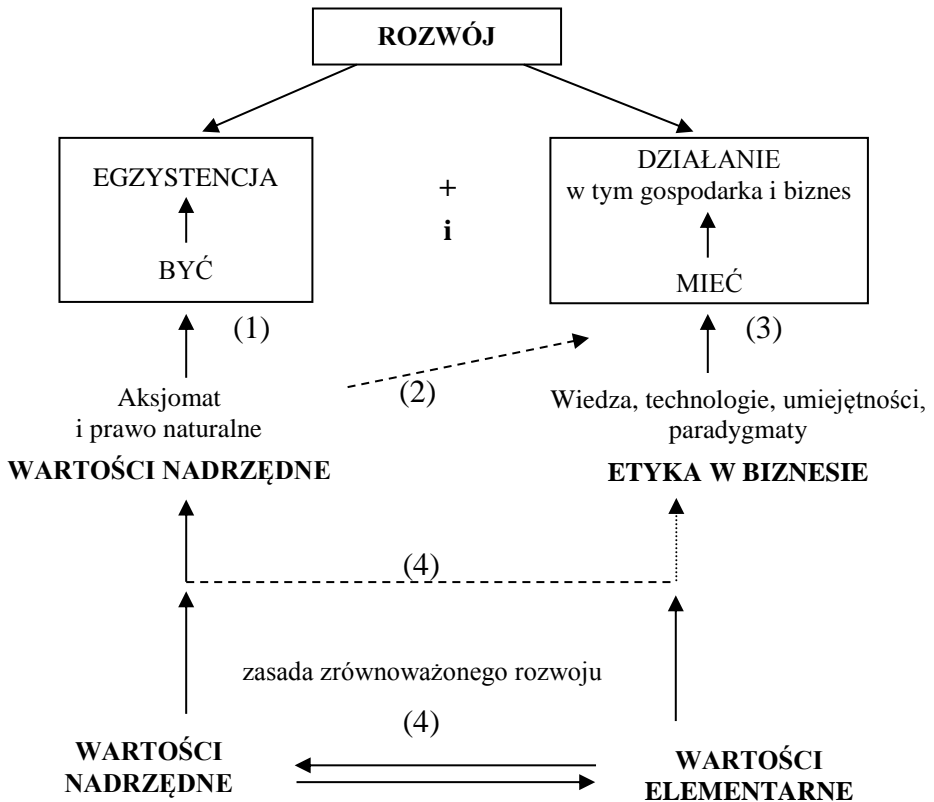 ROZWÓJ
EGZYSTENCJA
BYĆ
+
i
DZIAŁANIE
w tym gospodarka i biznes
MIEĆ
(1)
(2)
(3)
Aksjomat
i prawo naturalne
WARTOŚCI NADRZĘDNE
Wiedza, technologie, umiejętności,
paradygmaty
ETYKA W BIZNESIE
(4)
zasada zrównoważonego rozwoju
(4)
WARTOŚCI
NADRZĘDNE
WARTOŚCI
ELEMENTARNE